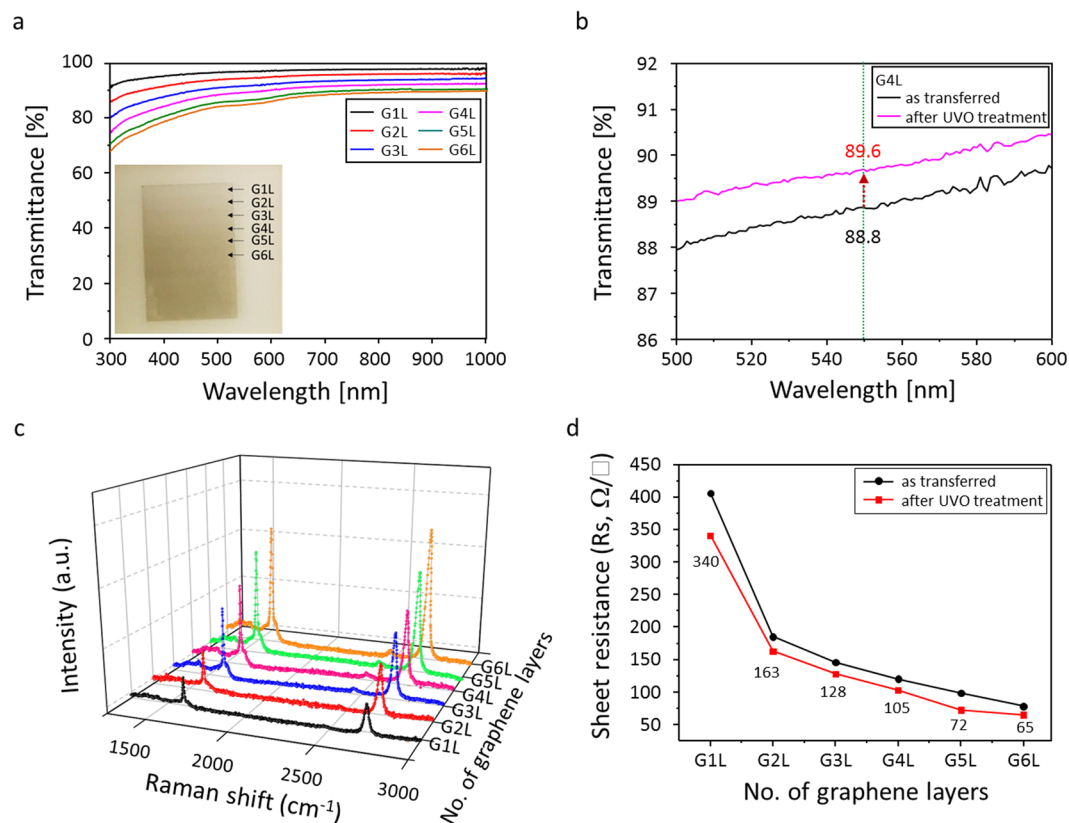 a
Transmittance [%]
100
80
60
40
20
0
G1L
G2L
G3L
G4L
G5L
G6L
G1L
G2L
G3L
G4L
G5L
G6L
300
400
500
600
700
800
900
1000
Wavelength [nm]
b
Transmittance [%]
92
91
90
89
88
87
86
G4L
as transferred
after UVO treatment
89.6
88.8
500
520
540
560
580
600
Wavelength [nm]
c
Intensity (a.u.)
1500
2000
2500
3000
Raman shift (cm-1)
G6L
G5L
G4L
G3L
G2L
G1L
No. of graphene layers
d
Sheet resistance (Rs, Ω/□)
450
400
350
300
250
200
150
100
50
as transferred
after UVO treatment
340
163
128
105
72
65
G1L
G2L
G3L
G4L
G5L
G6L
No. of graphene layers